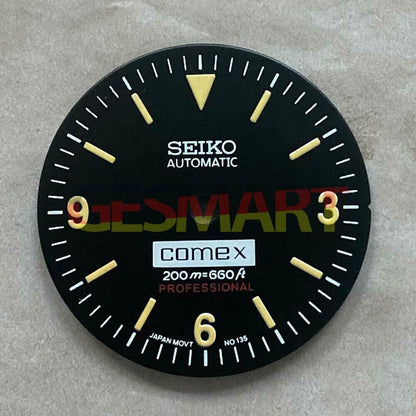 SEIKO
AUTOMATIC
9 GESMART 3
comex
200m=660ft
PROFESSIONAL
6
JAPAN MOVT NO 135